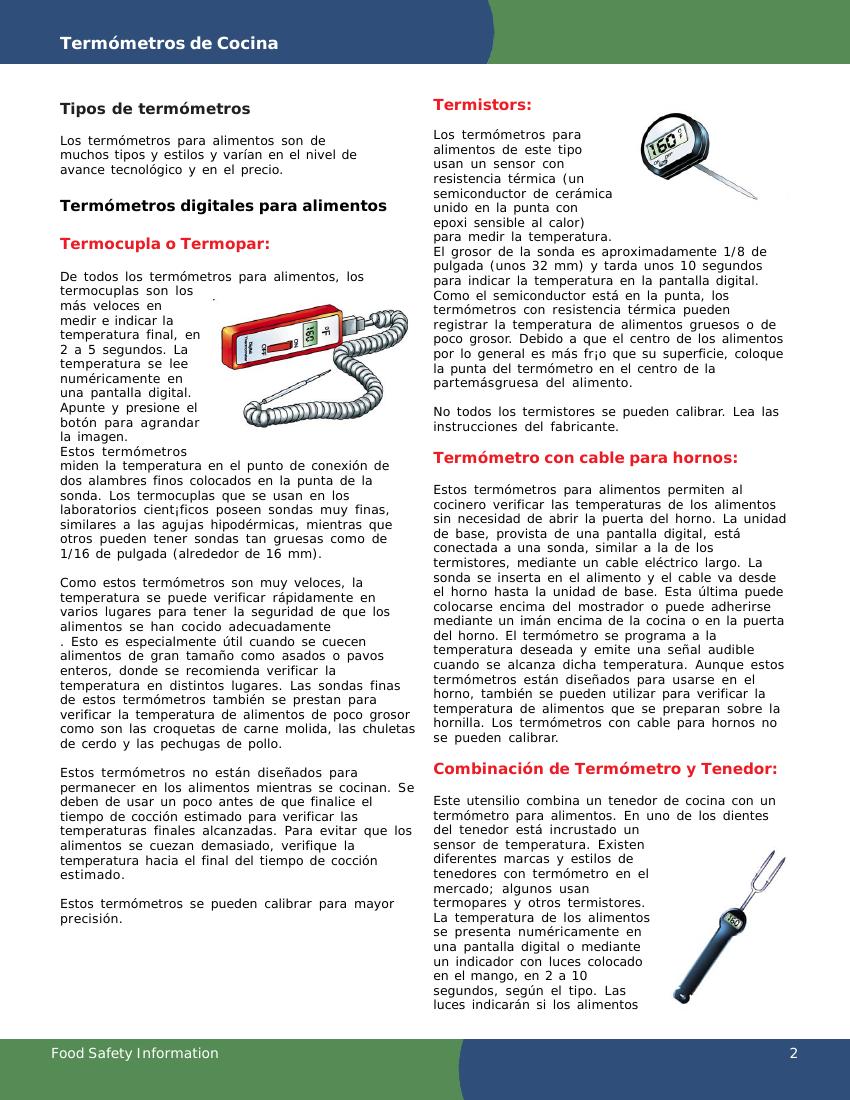 Termómetros de Cocina
Tipos de termómetros
Los termómetros para alimentos son de
muchos tipos y estilos y varían en el nivel de
avance tecnológico y en el precio.
Termómetros digitales para alimentos
Termocupla o Termopar:
De todos los termómetros para alimentos, los
termocuplas son los
más veloces en
medir e indicar la
temperatura final, en
2 a 5 segundos. La
temperatura se lee
numéricamente en
una pantalla digital.
Apunte y presione el
botón para agrandar
la imagen.
Estos termómetros
miden la temperatura en el punto de conexión de
dos alambres finos colocados en la punta de la
sonda. Los termocuplas que se usan en los
laboratorios cient¡ficos poseen sondas muy finas,
similares a las agujas hipodérmicas, mientras que
otros pueden tener sondas tan gruesas como de
1/16 de pulgada (alrededor de 16 mm).
Como estos termómetros son muy veloces, la
temperatura se puede verificar rápidamente en
varios lugares para tener la seguridad de que los
alimentos se han cocido adecuadamente
. Esto es especialmente útil cuando se cuecen
alimentos de gran tamaño como asados o pavos
enteros, donde se recomienda verificar la
temperatura en distintos lugares. Las sondas finas
de estos termómetros también se prestan para
verificar la temperatura de alimentos de poco grosor
como son las croquetas de carne molida, las chuletas
de cerdo y las pechugas de pollo.
Estos termómetros no están diseñados para
permanecer en los alimentos mientras se cocinan. Se
deben de usar un poco antes de que finalice el
tiempo de cocción estimado para verificar las
temperaturas finales alcanzadas. Para evitar que los
alimentos se cuezan demasiado, verifique la
temperatura hacia el final del tiempo de cocción
estimado.
Estos termómetros se pueden calibrar para mayor
precisión.
°F
160
ON
OFF
Termistors:
160
°F
ON
OFF
Los termómetros para
alimentos de este tipo
usan un sensor con
resistencia térmica (un
semiconductor de cerámica
unido en la punta con
epoxi sensible al calor)
para medir la temperatura.
El grosor de la sonda es aproximadamente 1/8 de
pulgada (unos 32 mm) y tarda unos 10 segundos
para indicar la temperatura en la pantalla digital.
Como el semiconductor está en la punta, los
termómetros con resistencia térmica pueden
registrar la temperatura de alimentos gruesos o de
poco grosor. Debido a que el centro de los alimentos
por lo general es más fr¡o que su superficie, coloque
la punta del termómetro en el centro de la
partemásgruesa del alimento.
No todos los termistores se pueden calibrar. Lea las
instrucciones del fabricante.
Termómetro con cable para hornos:
Estos termómetros para alimentos permiten al
cocinero verificar las temperaturas de los alimentos
sin necesidad de abrir la puerta del horno. La unidad
de base, provista de una pantalla digital, está
conectada a una sonda, similar a la de los
termistores, mediante un cable eléctrico largo. La
sonda se inserta en el alimento y el cable va desde
el horno hasta la unidad de base. Esta última puede
colocarse encima del mostrador o puede adherirse
mediante un imán encima de la cocina o en la puerta
del horno. El termómetro se programa a la
temperatura deseada y emite una señal audible
cuando se alcanza dicha temperatura. Aunque estos
termómetros están diseñados para usarse en el
horno, también se pueden utilizar para verificar la
temperatura de alimentos que se preparan sobre la
hornilla. Los termómetros con cable para hornos no
se pueden calibrar.
Combinación de Termómetro y Tenedor:
Este utensilio combina un tenedor de cocina con un
termómetro para alimentos. En uno de los dientes
del tenedor está incrustado un
sensor de temperatura. Existen
diferentes marcas y estilos de
tenedores con termómetro en el
mercado; algunos usan
termopares y otros termistores.
La temperatura de los alimentos
se presenta numéricamente en
una pantalla digital o mediante
un indicador con luces colocado
en el mango, en 2 a 10
segundos, según el tipo. Las
luces indicarán si los alimentos
160
Food Safety Information
2